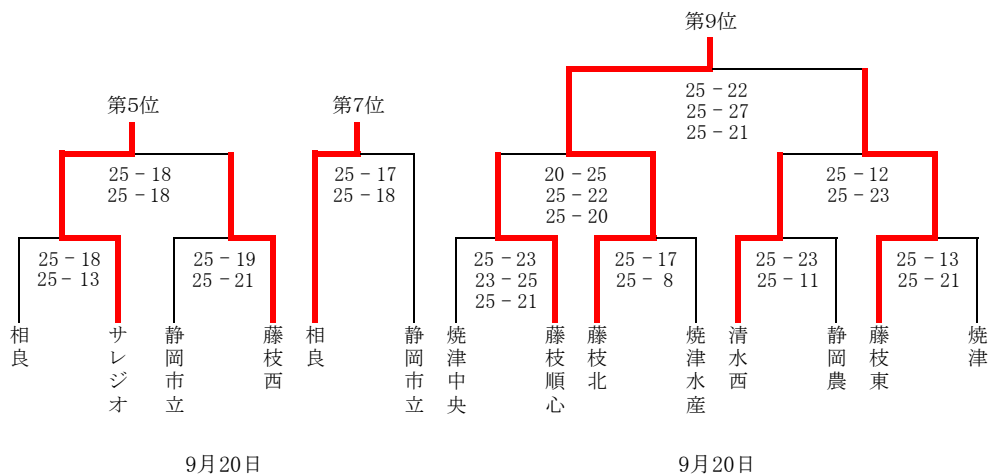 第9位
25－22
25－27
25－21
第5位
第7位
25－18
25－18
25－17
25－18
20－25
25－22
25－20
25－12
25－23
25－18
25－13
25－19
25－21
25－23
23－25
25－21
25－17
25－ 8
25－23
25－11
25－13
25－21
相良
サレジオ
静岡市立
藤枝西
相良
静岡市立
焼津中央
藤枝順心
藤枝北
焼津水産
清水西
静岡農
藤枝東
焼津
9月20日
9月20日